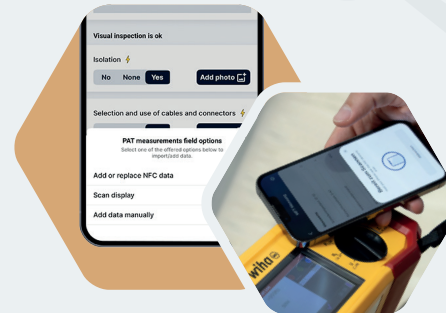 Visual inspection is ok
Isolation
No None Yes Add photo
Selection and use of cables and connectors
PAT measurements field options
Select one of the offered options below to
import/add data.
Add or replace NFC data
Scan display
Add data manually
wiha